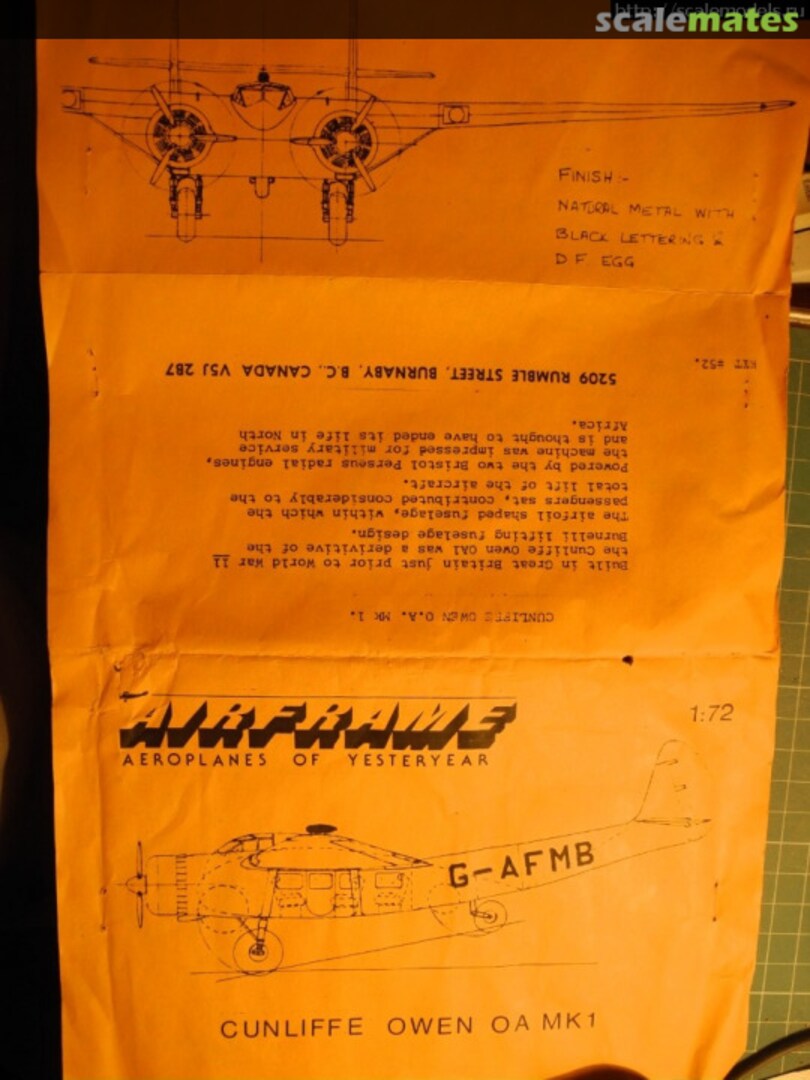 http://scalemodels.ru
scalemates
FINISH :-
NATURAL METAL WITH
BLACK LETTERING &
D.F. EGG
CUNLIFFE OWEN O.A. MK 1.
Built in Great Britain just prior to World War 11
the Cunliffe Owen OA1 was a derivitive of the
Burnelli lifting fuselage design.
The airfoil shaped fuselage, within which the
passengers sat, contributed considerably to the
total lift of the aircraft.
Powered by the two Bristol Perseus radial engines,
the machine was impressed for military service
and is thought to have ended its life in North
Africa.
5209 RUMBLE STREET, BURNABY, B.C., CANADA V5J 2B7
KIT #52.
AIRFRAME
1:72
AEROPLANES OF YESTERYEAR
G-AFMB
CUNLIFFE OWEN OA MK1